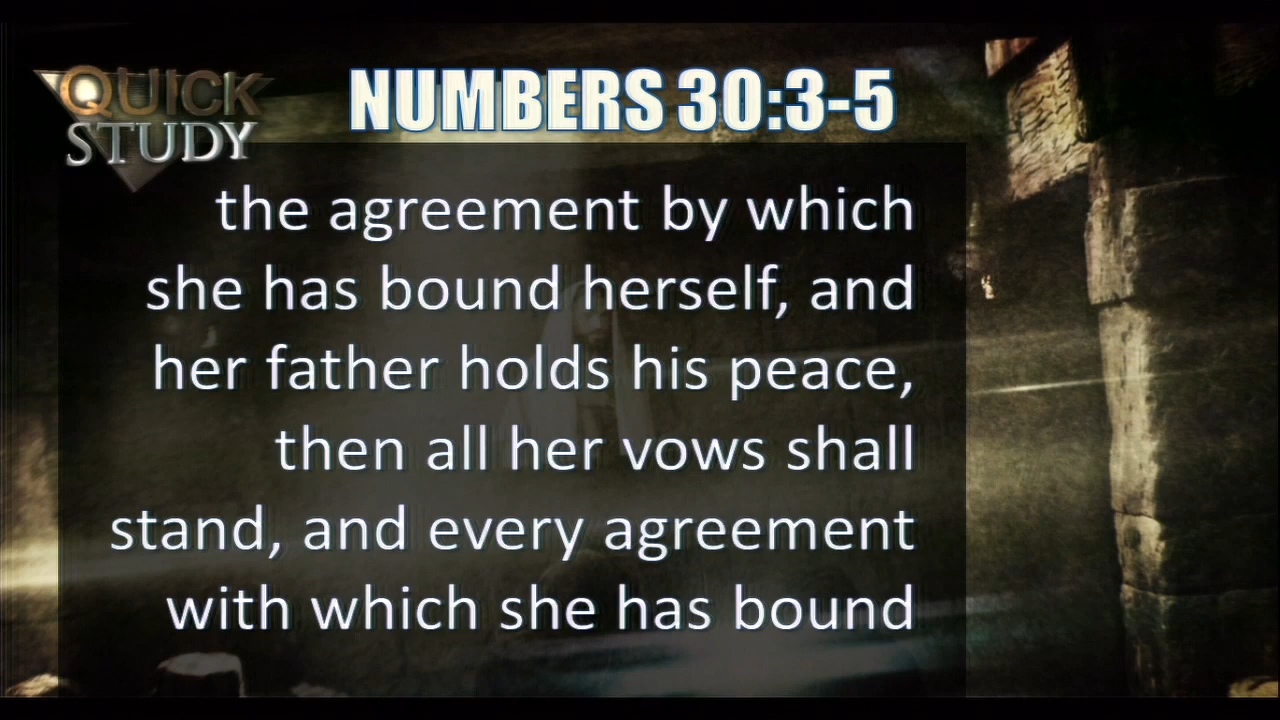 QUICK
STUDY
NUMBERS 30:3-5
the agreement by which
she has bound herself, and
her father holds his peace,
then all her vows shall
stand, and every agreement
with which she has bound